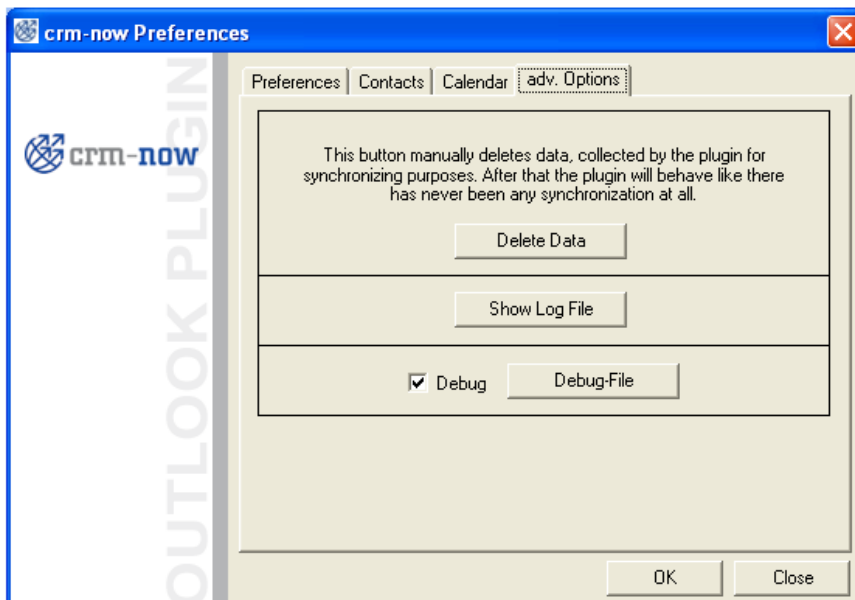 crm-now Preferences
crm-now
OUTLOOK PLUGIN
Preferences
Contacts
Calendar
adv. Options
This button manually deletes data, collected by the plugin for
synchronizing purposes. After that the plugin will behave like there
has never been any synchronization at all.
Delete Data
Show Log File
Debug
Debug-File
OK
Close